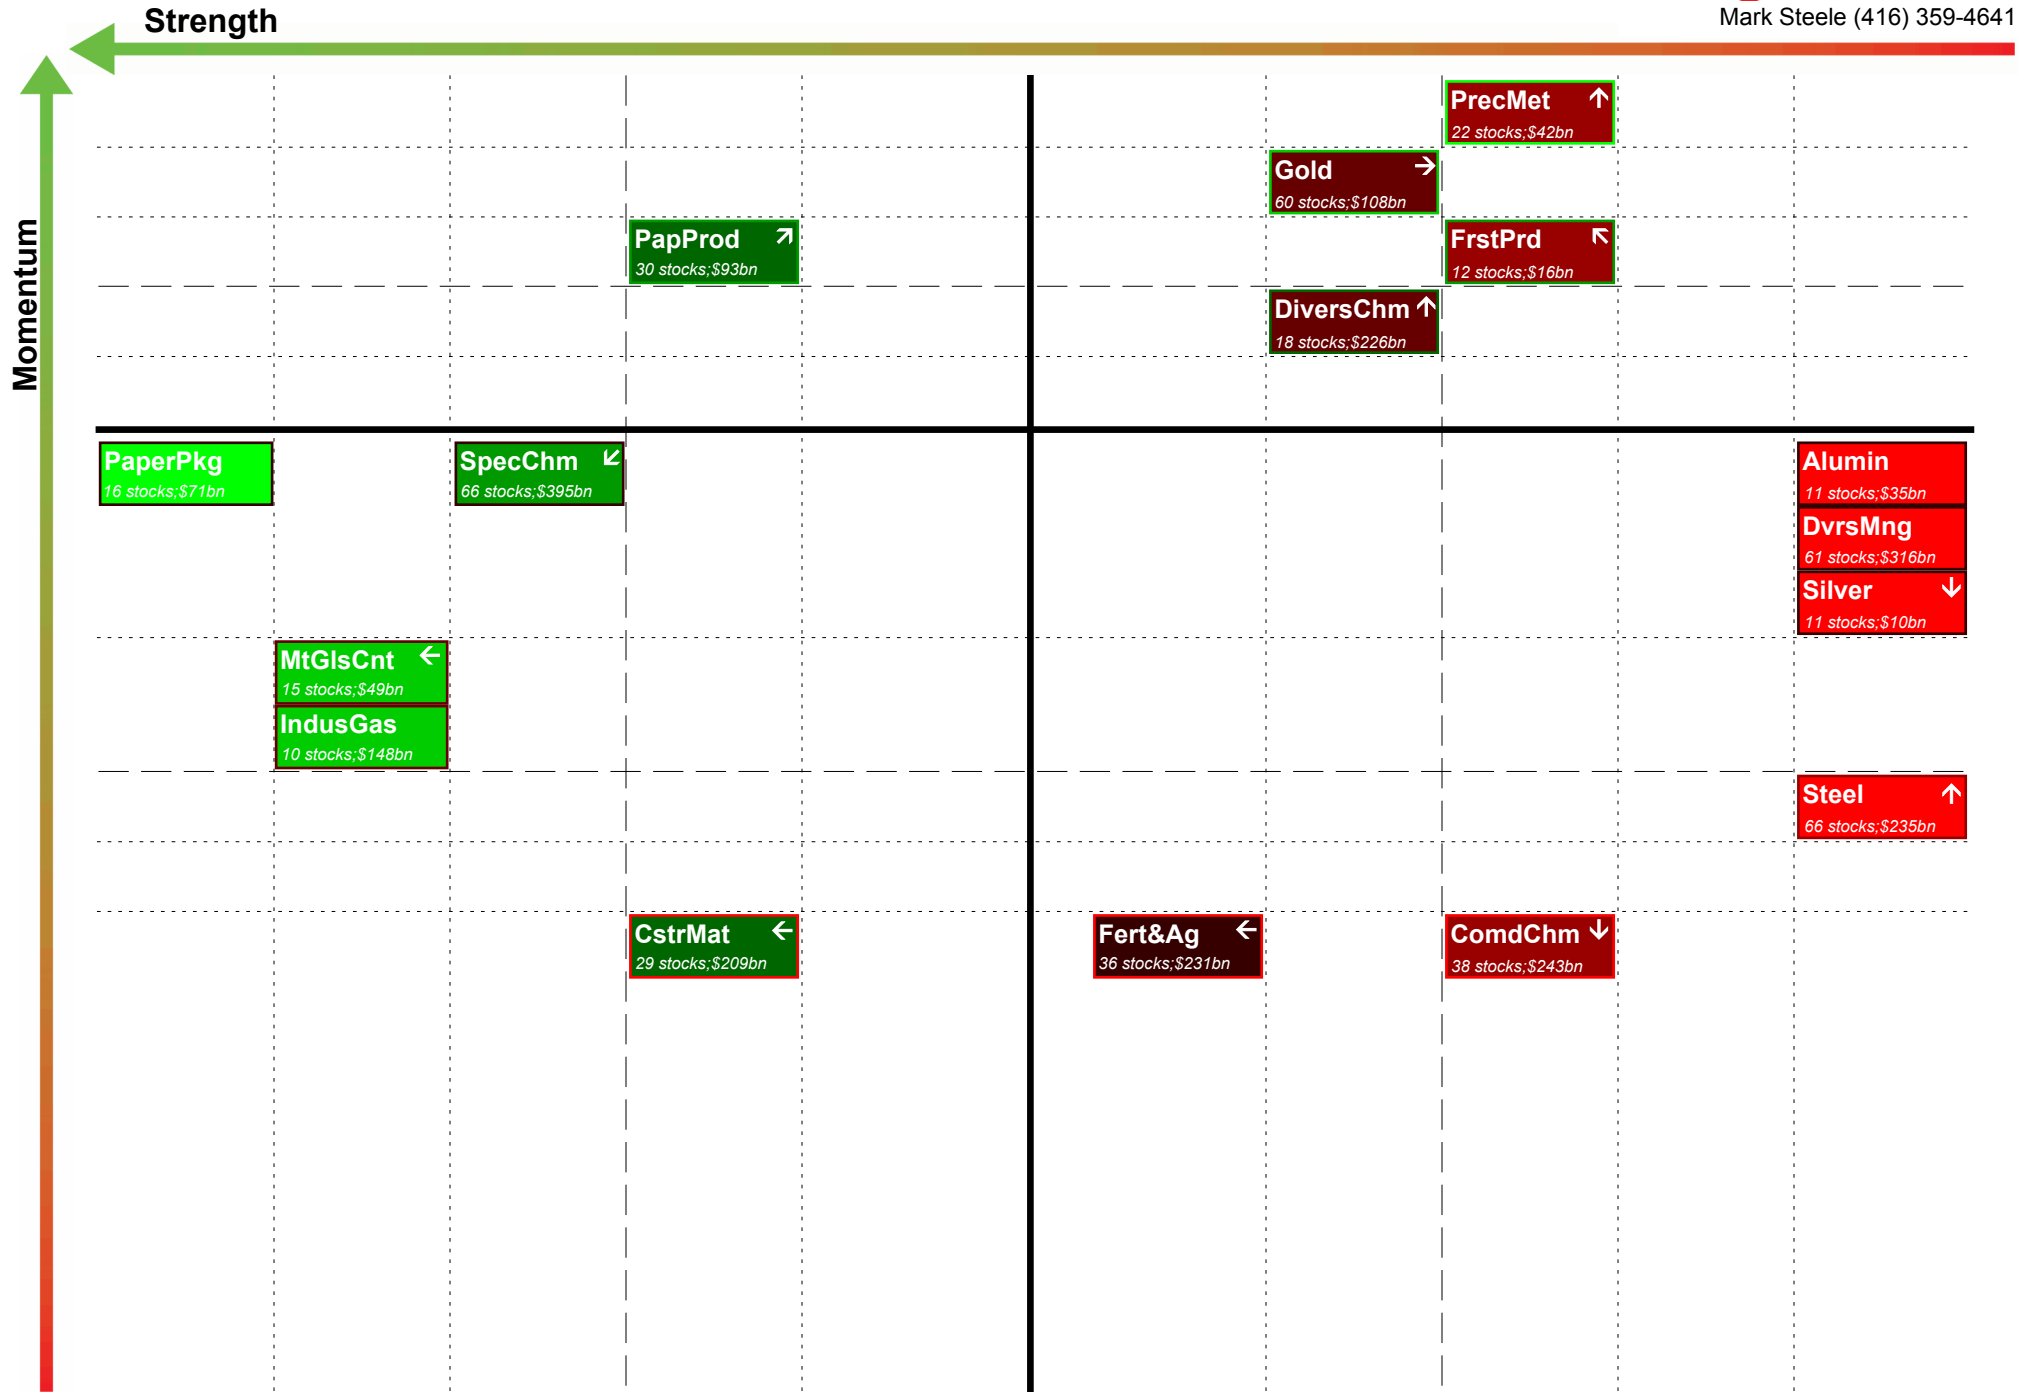 Strength
Mark Steele (416) 359-4641
Momentum
PrecMet
22 stocks;$42bn
Gold
60 stocks;$108bn
PapProd
30 stocks;$93bn
FrstPrd
12 stocks;$16bn
DiversChm
18 stocks;$226bn
PaperPkg
16 stocks;$71bn
SpecChm
66 stocks;$395bn
Alumin
11 stocks;$35bn
DvrsMng
61 stocks;$316bn
Silver
11 stocks;$10bn
MtGlsCnt
15 stocks;$49bn
IndusGas
10 stocks;$148bn
Steel
66 stocks;$235bn
CstrMat
29 stocks;$209bn
Fert&Ag
36 stocks;$231bn
ComdChm
38 stocks;$243bn